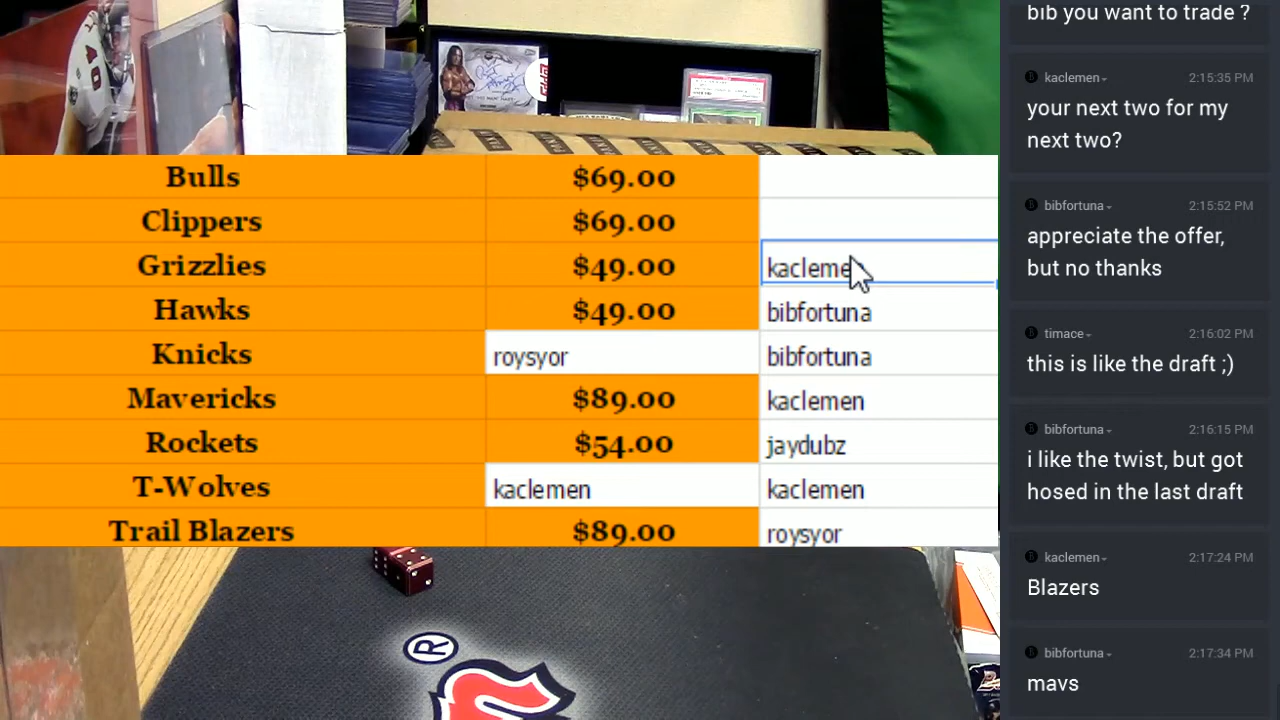 Bulls $69.00
Clippers $69.00
Grizzlies $49.00 kaclemen
Hawks $49.00 bibfortuna
Knicks roysyor bibfortuna
Mavericks $89.00 kaclemen
Rockets $54.00 jaydubz
T-Wolves kaclemen kaclemen
Trail Blazers $89.00 roysyor
bib you want to trade ?
kaclemen 2:15:35 PM
your next two for my
next two?
bibfortuna 2:15:52 PM
appreciate the offer,
but no thanks
timace 2:16:02 PM
this is like the draft ;)
bibfortuna 2:16:15 PM
i like the twist, but got
hosed in the last draft
kaclemen 2:17:24 PM
Blazers
bibfortuna 2:17:34 PM
mavs
®